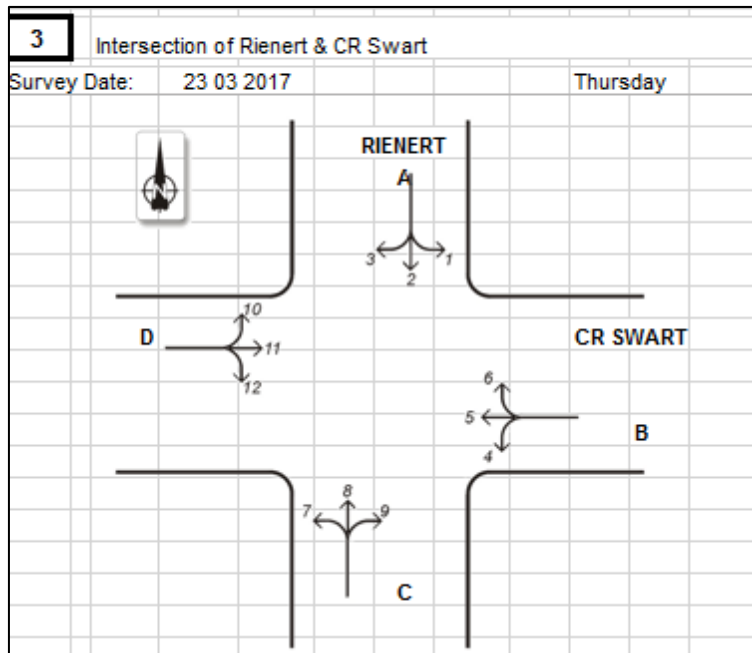 3 Intersection of Rienert & CR Swart
Survey Date: 23 03 2017 Thursday
RIENERT
A
N
3 1
2
10
D 11 CR SWART
12
6
5 B
4
8
7 9
C